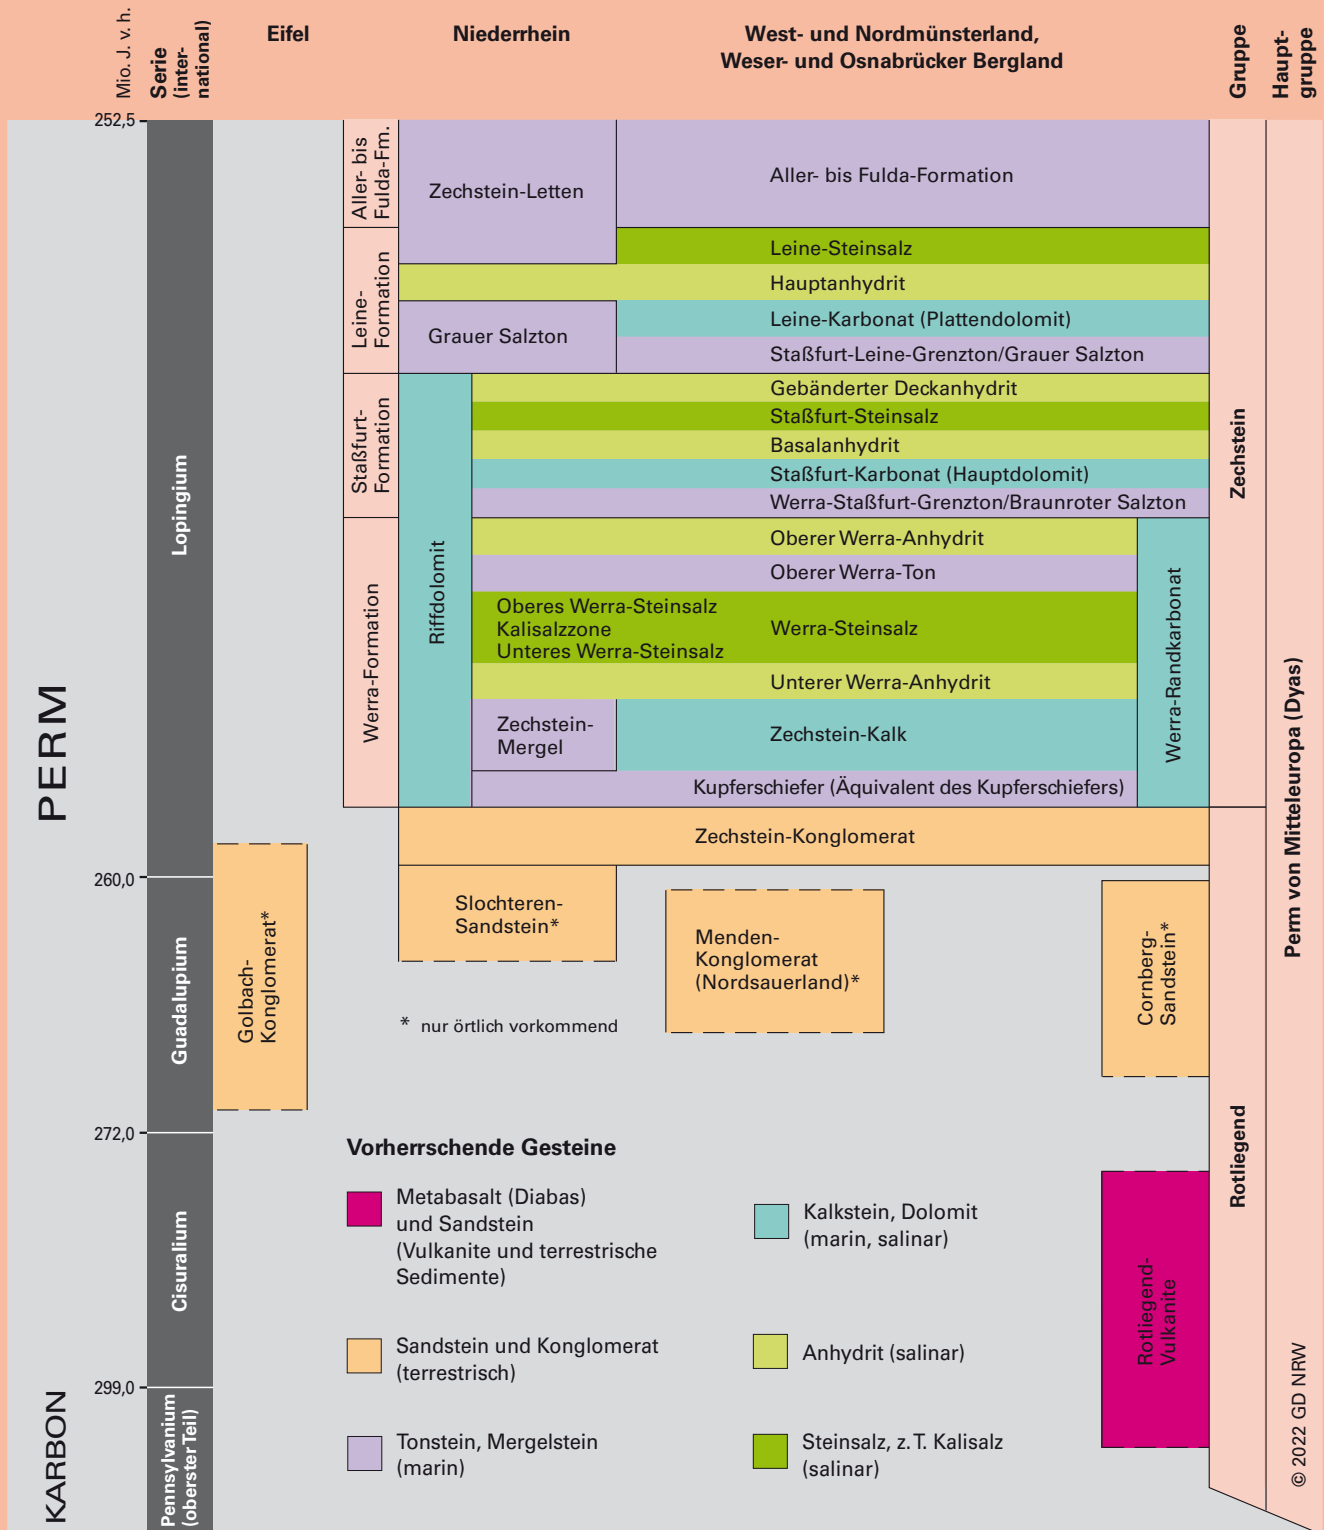 Mio. J. v. h.
Serie
(inter-
national)
Eifel
Niederrhein
West- und Nordmünsterland,
Weser- und Osnabrücker Bergland
Gruppe
Haupt-
gruppe
252,5
260,0
272,0
299,0
PERM
KARBON
Lopingium
Guadalupium
Cisuralium
Pennsylvanium
(oberster Teil)
Aller- bis
Fulda-Fm.
Leine-
Formation
Staßfurt-
Formation
Werra-Formation
Zechstein-Letten
Aller- bis Fulda-Formation
Leine-Steinsalz
Hauptanhydrit
Grauer Salzton
Leine-Karbonat (Plattendolomit)
Staßfurt-Leine-Grenzton/Grauer Salzton
Riffdolomit
Gebänderter Deckanhydrit
Staßfurt-Steinsalz
Basalanhydrit
Staßfurt-Karbonat (Hauptdolomit)
Werra-Staßfurt-Grenzton/Braunroter Salzton
Oberer Werra-Anhydrit
Oberer Werra-Ton
Oberes Werra-Steinsalz
Kalisalzzone
Unteres Werra-Steinsalz
Werra-Steinsalz
Unterer Werra-Anhydrit
Zechstein-
Mergel
Zechstein-Kalk
Kupferschiefer (Äquivalent des Kupferschiefers)
Werra-Randkarbonat
Zechstein-Konglomerat
Golbach-
Konglomerat*
Slochteren-
Sandstein*
Menden-
Konglomerat
(Nordsauerland)*
Cornberg-
Sandstein*
* nur örtlich vorkommend
Rotliegend-
Vulkanite
Zechstein
Rotliegend
Perm von Mitteleuropa (Dyas)
Vorherrschende Gesteine
Metabasalt (Diabas)
und Sandstein
(Vulkanite und terrestrische
Sedimente)
Sandstein und Konglomerat
(terrestrisch)
Tonstein, Mergelstein
(marin)
Kalkstein, Dolomit
(marin, salinar)
Anhydrit (salinar)
Steinsalz, z. T. Kalisalz
(salinar)
© 2022 GD NRW